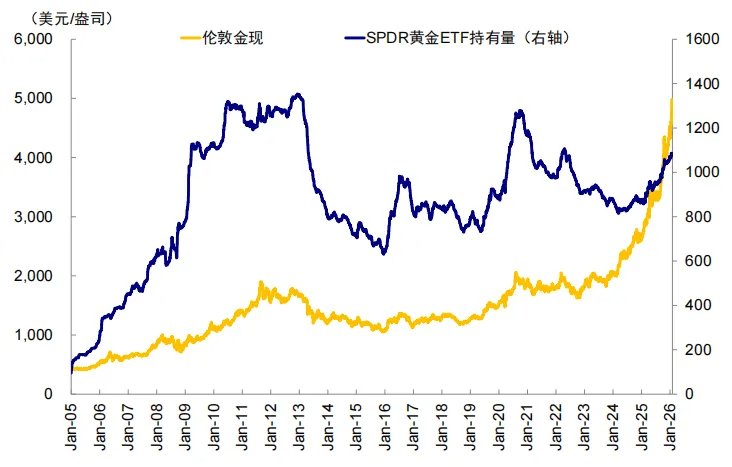 （美元/盎司）
伦敦金现
SPDR黄金ETF持有量（右轴）
6,000
5,000
4,000
3,000
2,000
1,000
0
1600
1400
1200
1000
800
600
400
200
0
Jan-05
Jan-06
Jan-07
Jan-08
Jan-09
Jan-10
Jan-11
Jan-12
Jan-13
Jan-14
Jan-15
Jan-16
Jan-17
Jan-18
Jan-19
Jan-20
Jan-21
Jan-22
Jan-23
Jan-24
Jan-25
Jan-26